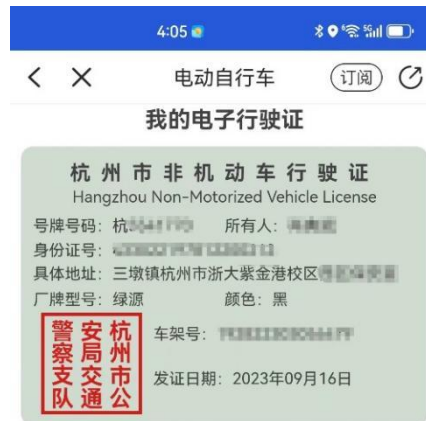 4:05
电动自行车
订阅
我的电子行驶证
杭州市非机动车行驶证
Hangzhou Non-Motorized Vehicle License
号牌号码：杭 所有人：
身份证号：
具体地址：三墩镇杭州市浙大紫金港校区
厂牌型号：绿源 颜色：黑
车架号：
发证日期：2023年09月16日
杭州市公
安局交通
警察支队